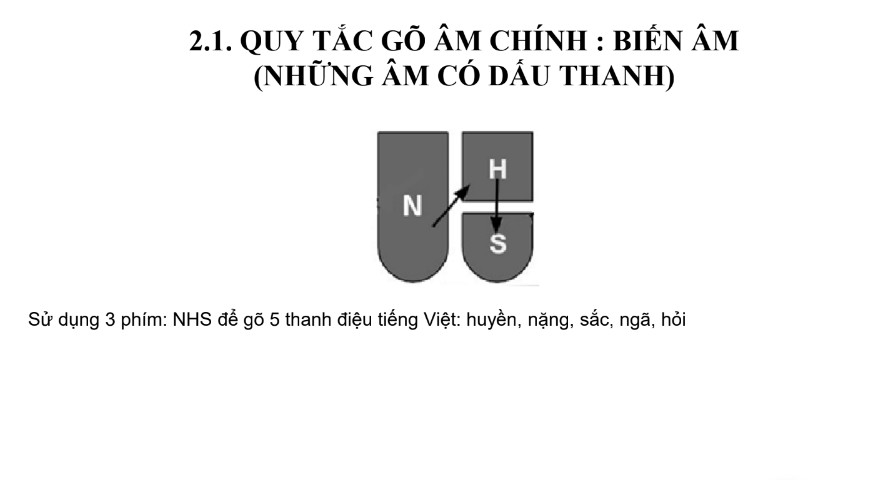 2.1. QUY TẮC GÕ ÂM CHÍNH : BIẾN ÂM
(NHỮNG ÂM CÓ DẤU THANH)
N
H
S
Sử dụng 3 phím: NHS để gõ 5 thanh điệu tiếng Việt: huyền, nặng, sắc, ngã, hỏi